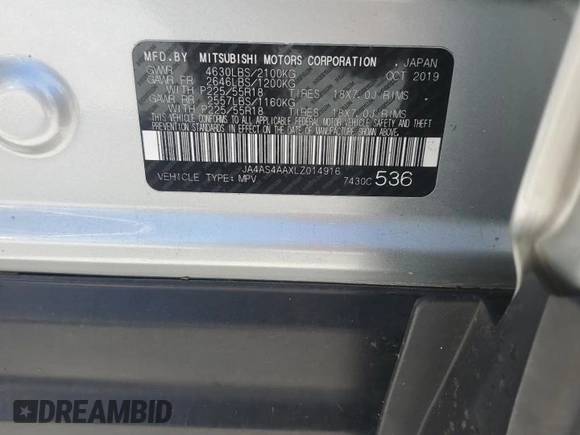 MFD.BY MITSUBISHI MOTORS CORPORATION JAPAN
GVWR 4630LBS/2100KG OCT 2019
GAWR FR 2646LBS/1200KG
WITH P225/55R18 TIRES 18X7.0J RIMS
GAWR RR 2557LBS/1160KG
WITH P225/55R18 TIRES 18X7.0J RIMS
THIS VEHICLE CONFORMS TO ALL APPLICABLE FEDERAL MOTOR VEHICLE SAFETY AND THEFT
PREVENTION STANDARDS IN EFFECT ON THE DATE OF MANUFACTURE SHOWN ABOVE.
JA4AS4AAXLZ014916
VEHICLE TYPE: MPV 7430C 536
DREAMBID